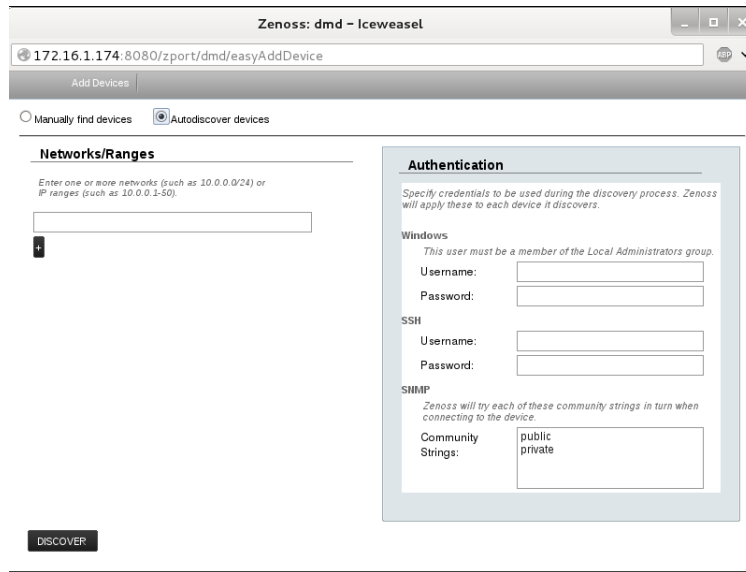 Zenoss: dmd - Iceweasel
172.16.1.174:8080/zport/dmd/easyAddDevice
ABP
Add Devices
Manually find devices
Autodiscover devices
Networks/Ranges
Enter one or more networks (such as 10.0.0.0/24) or
IP ranges (such as 10.0.0.1-50).
+
Authentication
Specify credentials to be used during the discovery process. Zenoss
will apply these to each device it discovers.
Windows
This user must be a member of the Local Administrators group.
Username:
Password:
SSH
Username:
Password:
SNMP
Zenoss will try each of these community strings in turn when
connecting to the device.
Community
Strings:
public
private
DISCOVER